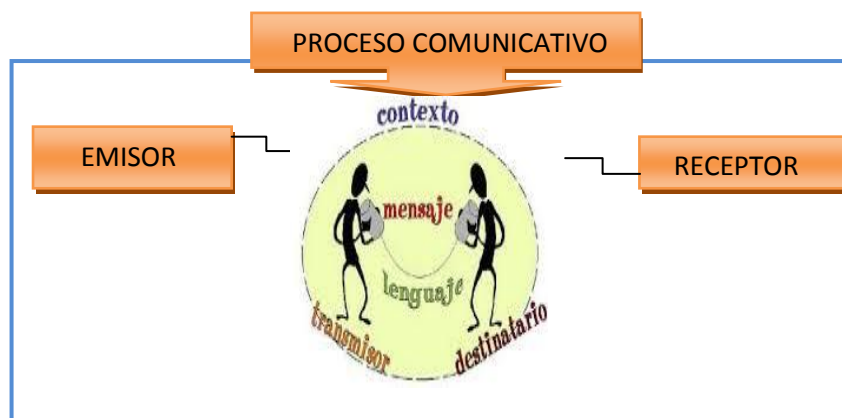 PROCESO COMUNICATIVO
contexto
EMISOR
RECEPTOR
mensaje
lenguaje
transmisor
destinatario